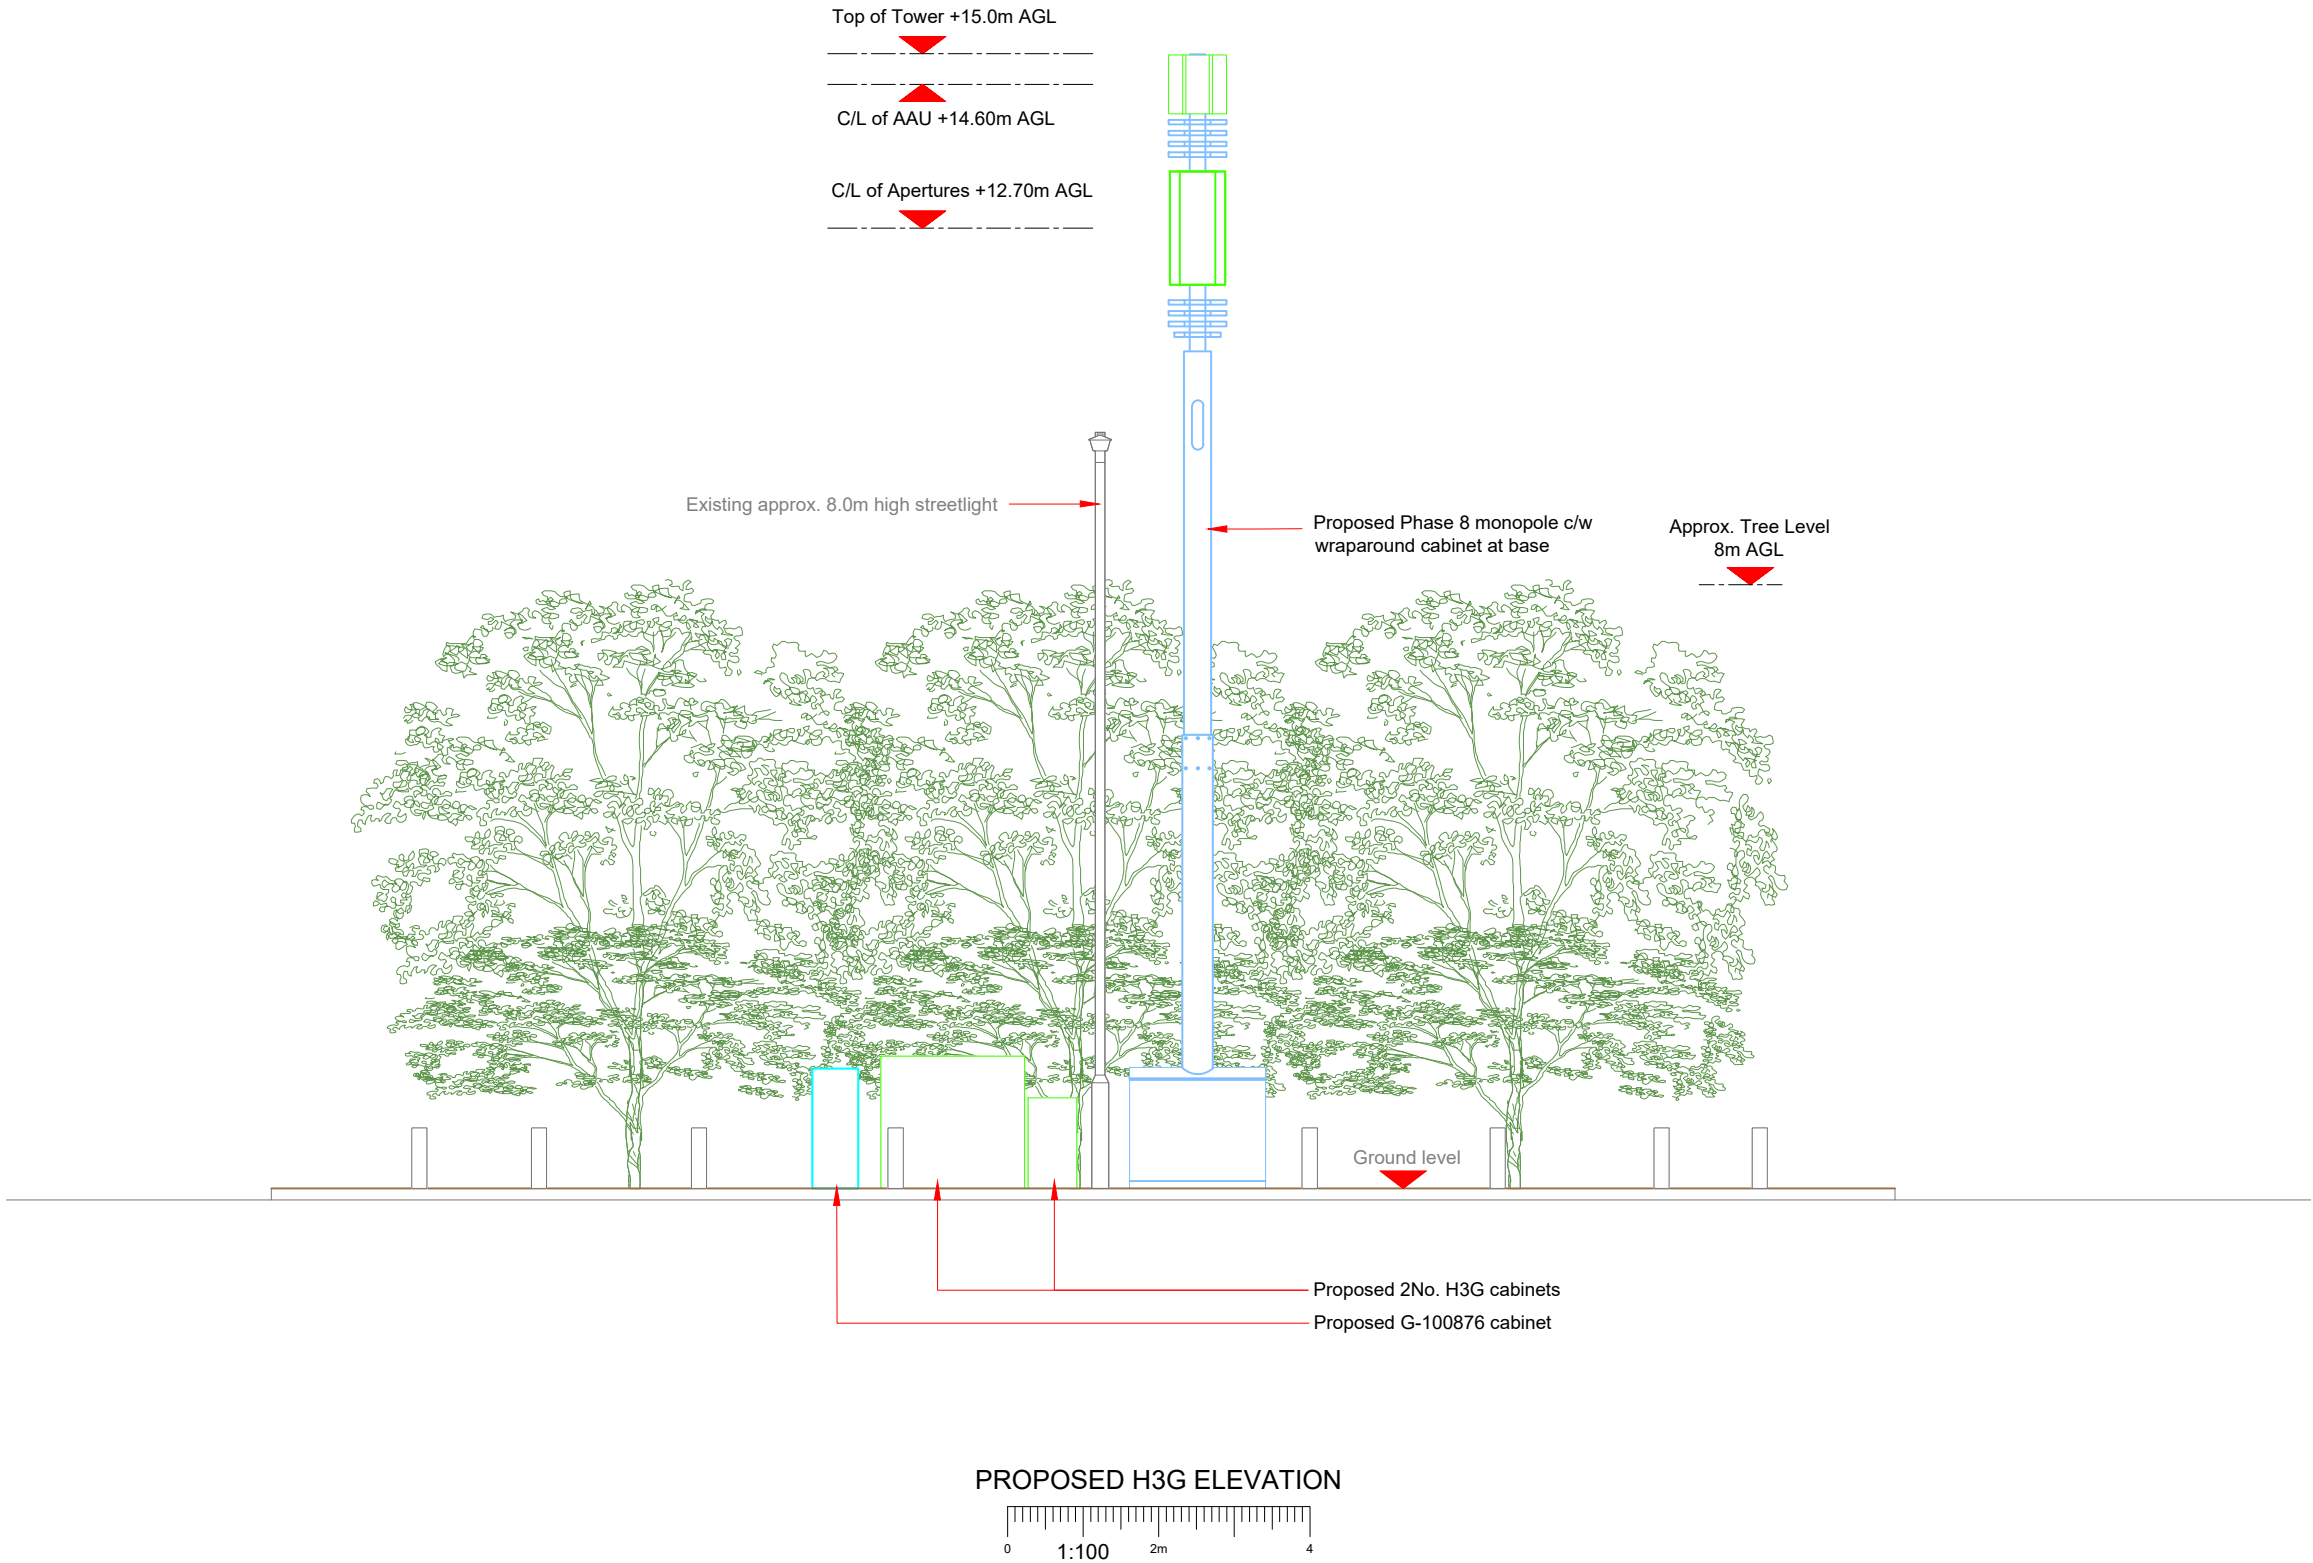 Top of Tower +15.0m AGL
C/L of AAU +14.60m AGL
C/L of Apertures +12.70m AGL
Existing approx. 8.0m high streetlight
Proposed Phase 8 monopole c/w
wraparound cabinet at base
Approx. Tree Level
8m AGL
Ground level
Proposed 2No. H3G cabinets
Proposed G-100876 cabinet
PROPOSED H3G ELEVATION
0 1:100 2m 4